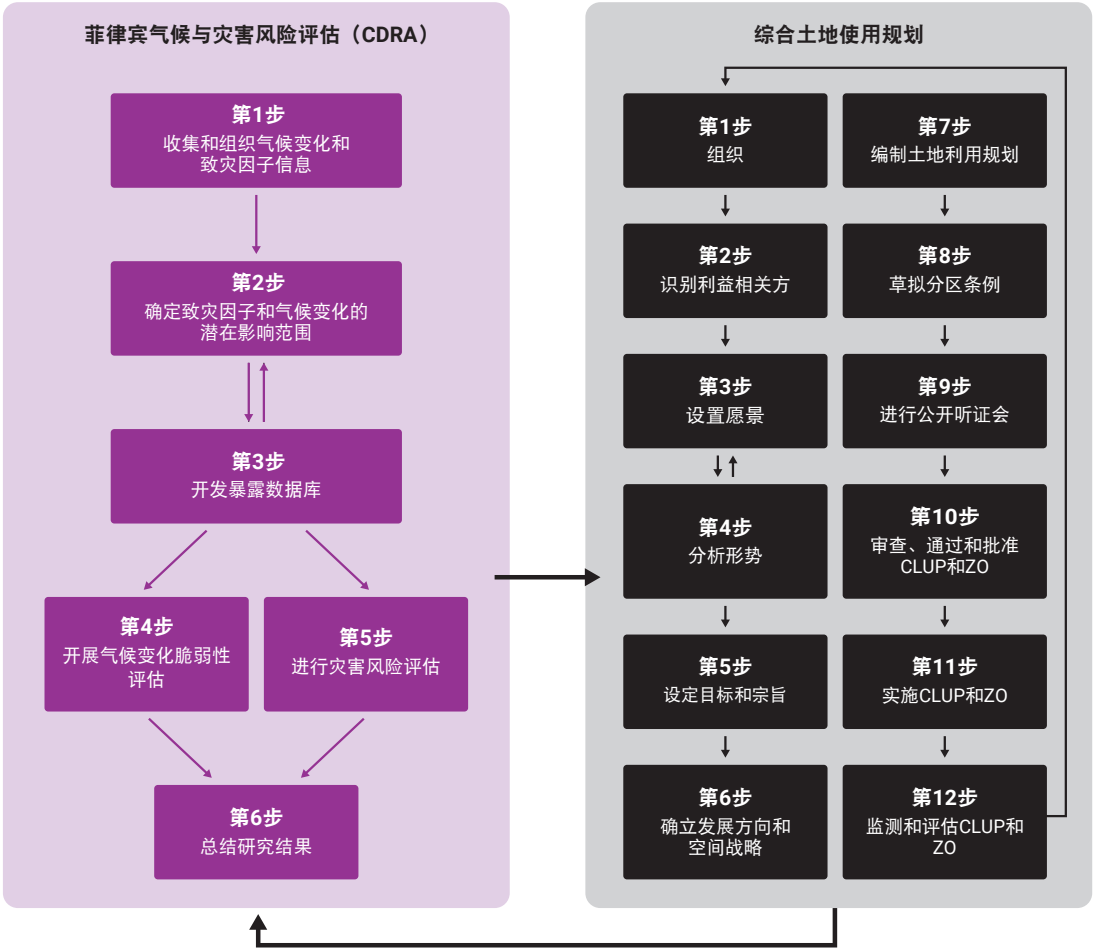 菲律宾气候与灾害风险评估（CDRA）
第1步
收集和组织气候变化和
致灾因子信息
第2步
确定致灾因子和气候变化的
潜在影响范围
第3步
开发暴露数据库
第4步
开展气候变化脆弱性
评估
第5步
进行灾害风险评估
第6步
总结研究结果
综合土地使用规划
第1步
组织
第2步
识别利益相关方
第3步
设置愿景
第4步
分析形势
第5步
设定目标和宗旨
第6步
确立发展方向和
空间战略
第7步
编制土地利用规划
第8步
草拟分区条例
第9步
进行公开听证会
第10步
审查、通过和批准
CLUP和ZO
第11步
实施CLUP和ZO
第12步
监测和评估CLUP和
ZO